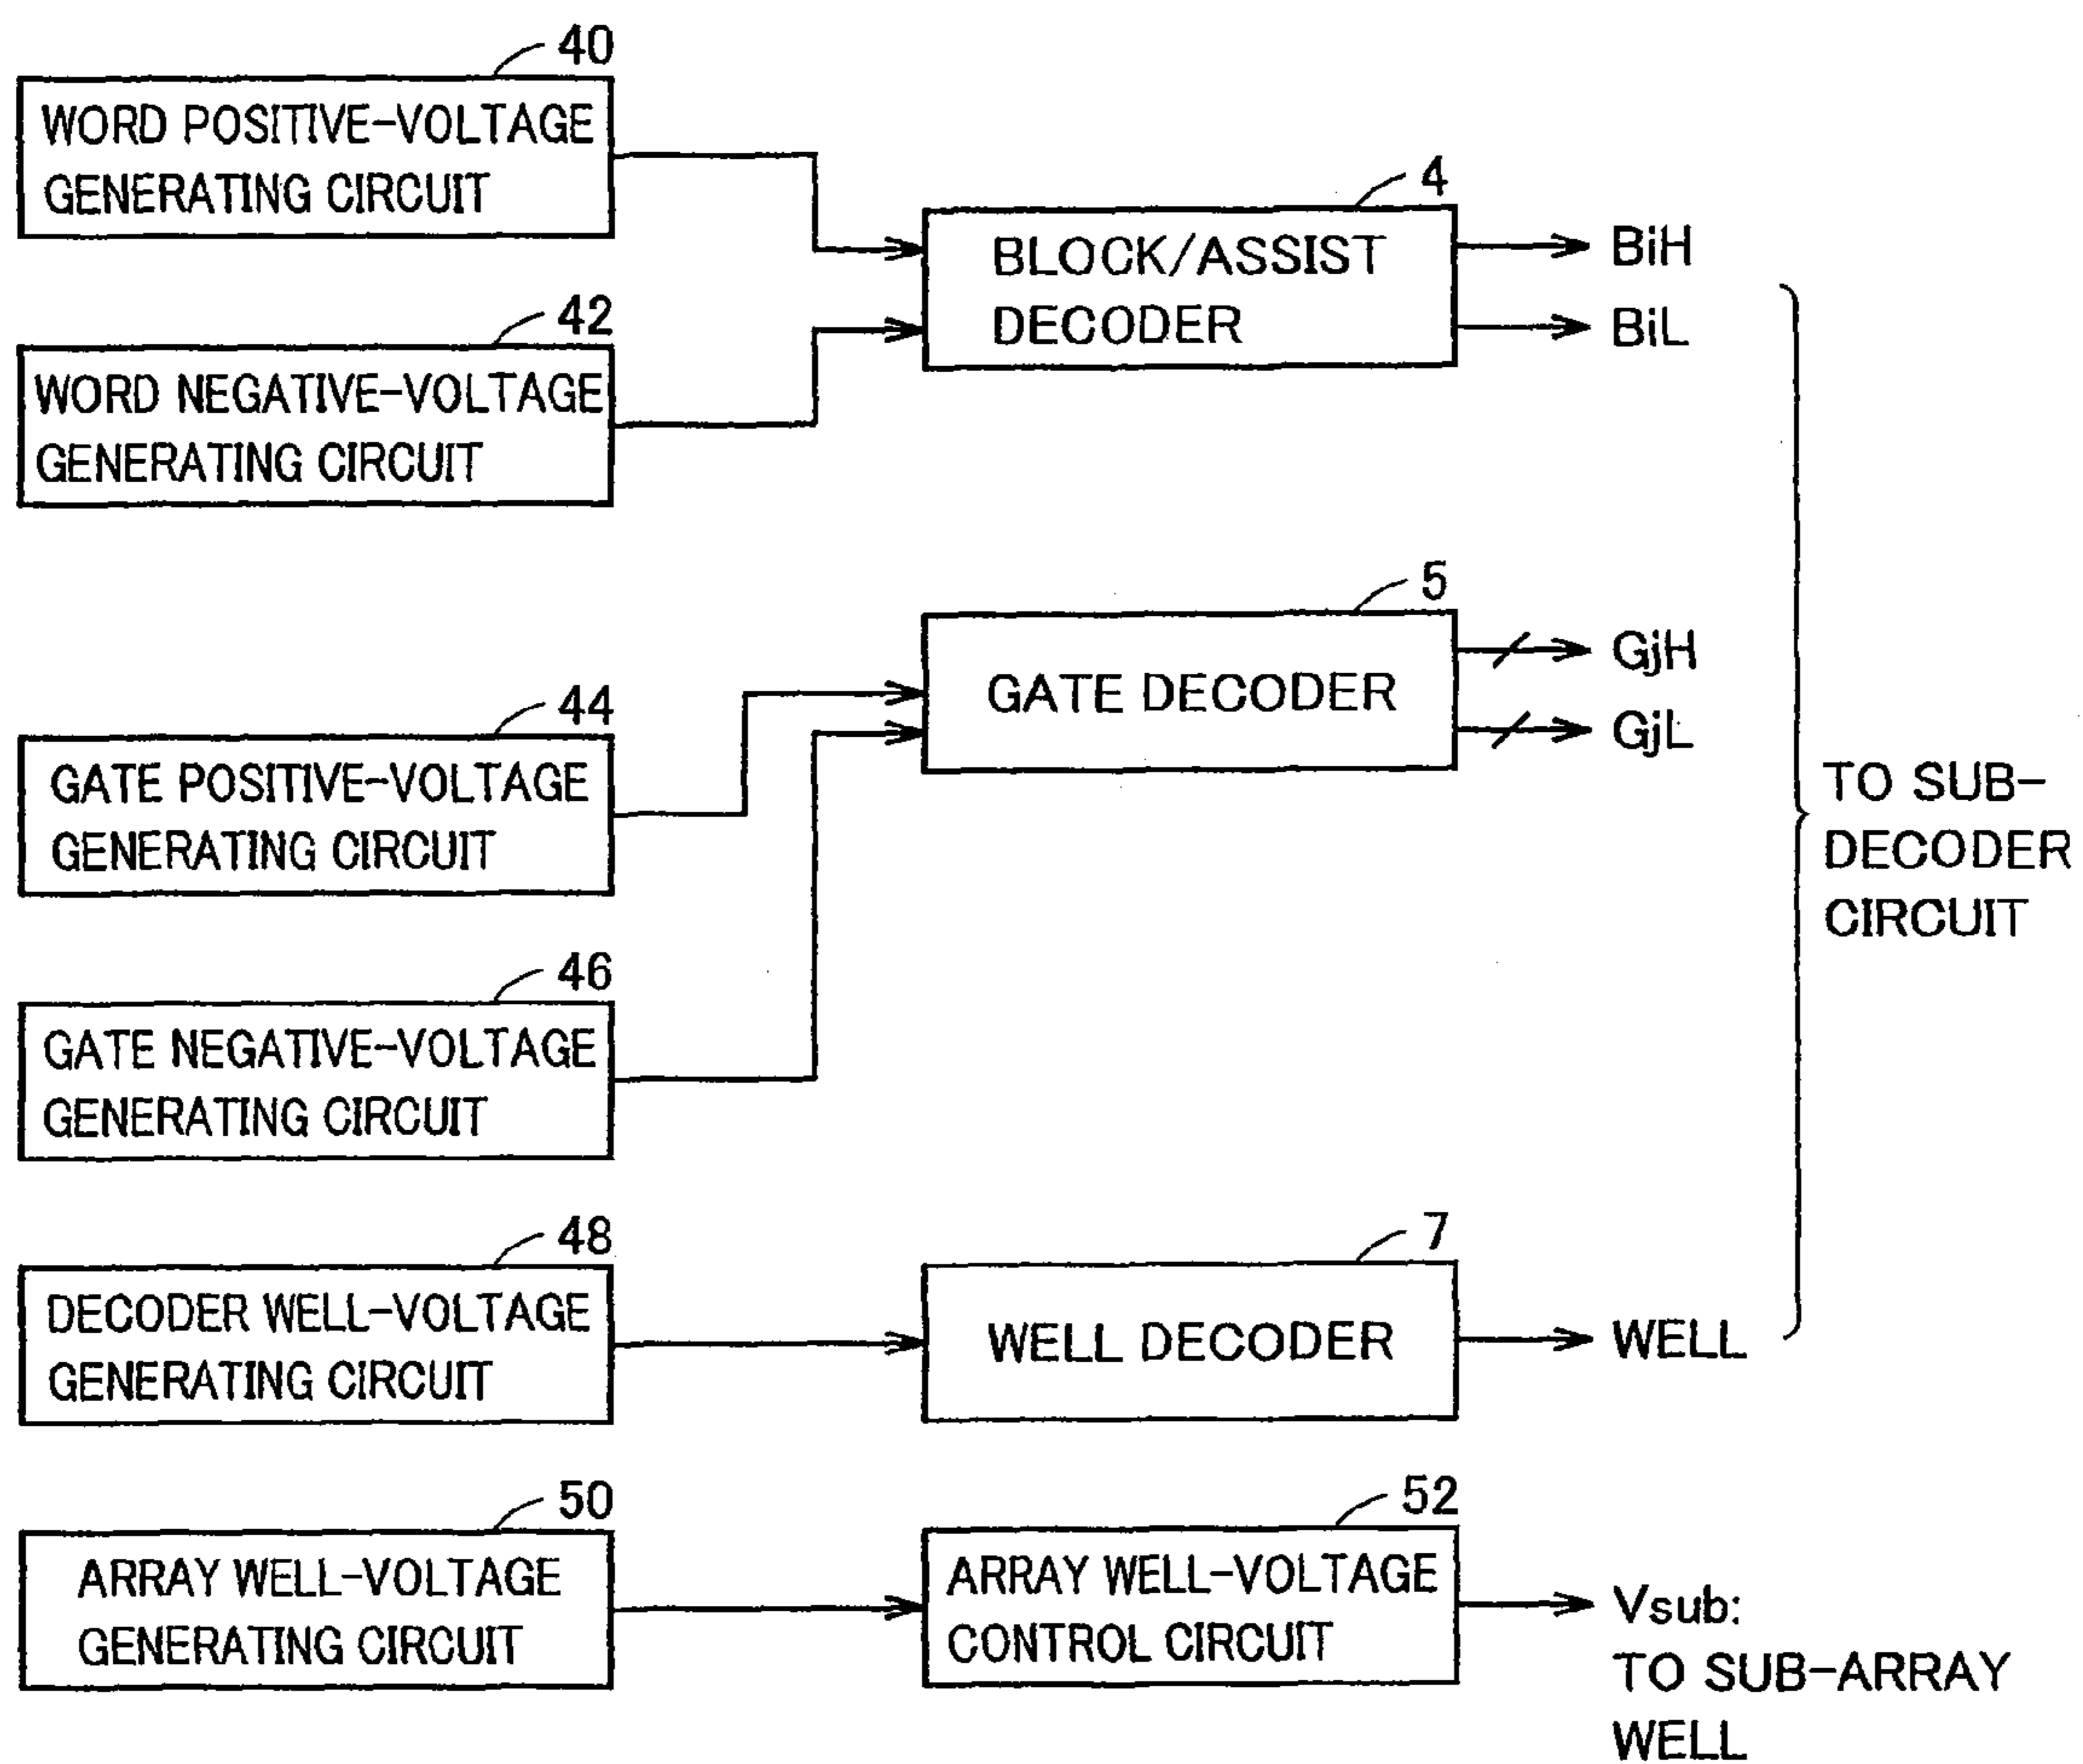 40
WORD POSITIVE-VOLTAGE
GENERATING CIRCUIT
4
BLOCK/ASSIST
DECODER
BiH
BiL
42
WORD NEGATIVE-VOLTAGE
GENERATING CIRCUIT
5
GATE DECODER
GjH
GjL
44
GATE POSITIVE-VOLTAGE
GENERATING CIRCUIT
TO SUB-
DECODER
CIRCUIT
46
GATE NEGATIVE-VOLTAGE
GENERATING CIRCUIT
48
DECODER WELL-VOLTAGE
GENERATING CIRCUIT
7
WELL DECODER
WELL
50
ARRAY WELL-VOLTAGE
GENERATING CIRCUIT
52
ARRAY WELL-VOLTAGE
CONTROL CIRCUIT
Vsub:
TO SUB-ARRAY
WELL